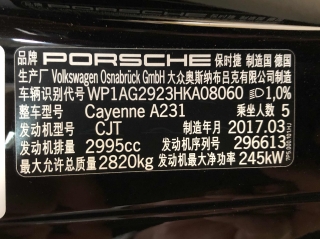 品牌 PORSCHE 保时捷 制造国 德国
生产厂 Volkswagen Osnabrück GmbH 大众奥斯纳布吕克有限公司制造
车辆识别代号 WP1AG2923HKA08060 1,0%
整车型号 Cayenne A231 乘坐人数 5
发动机型号 CJT 制造年月 2017.03
发动机排量 2995cc 发动机序列号 296613
最大允许总质量 2820kg 发动机最大净功率 245kW